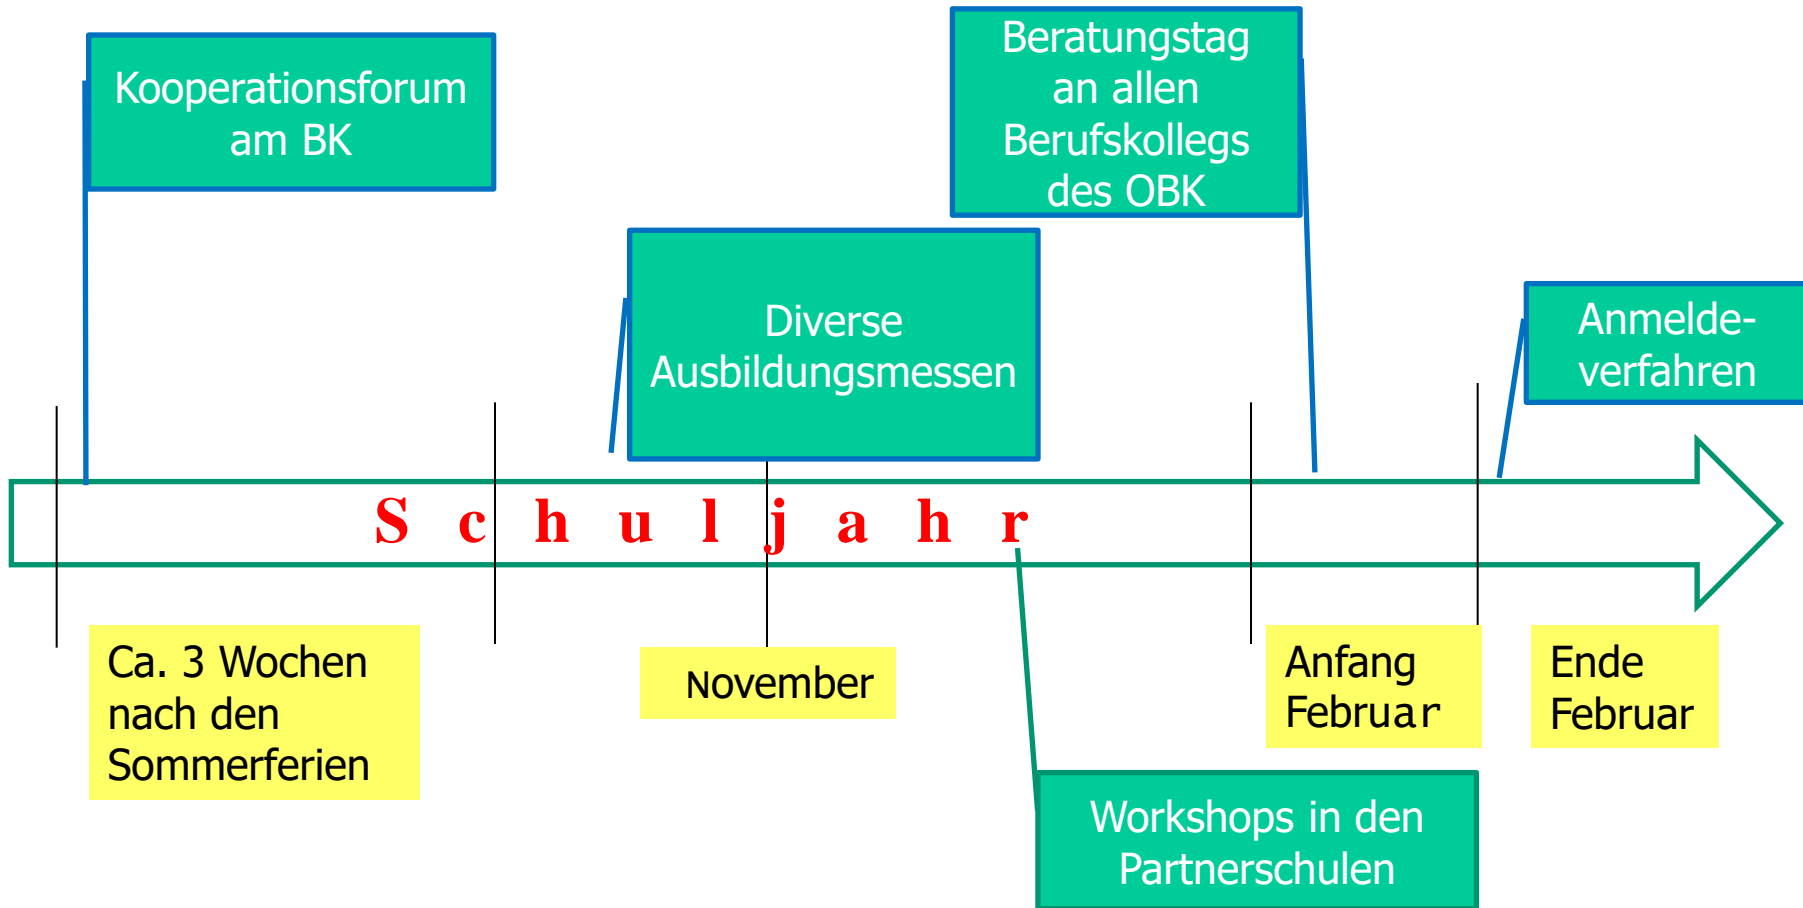 Kooperationsforum
am BK
Beratungstag
an allen
Berufskollegs
des OBK
Diverse
Ausbildungsmessen
Anmelde-
verfahren
S c h u l j a h r
Ca. 3 Wochen
nach den
Sommerferien
November
Anfang
Februar
Ende
Februar
Workshops in den
Partnerschulen